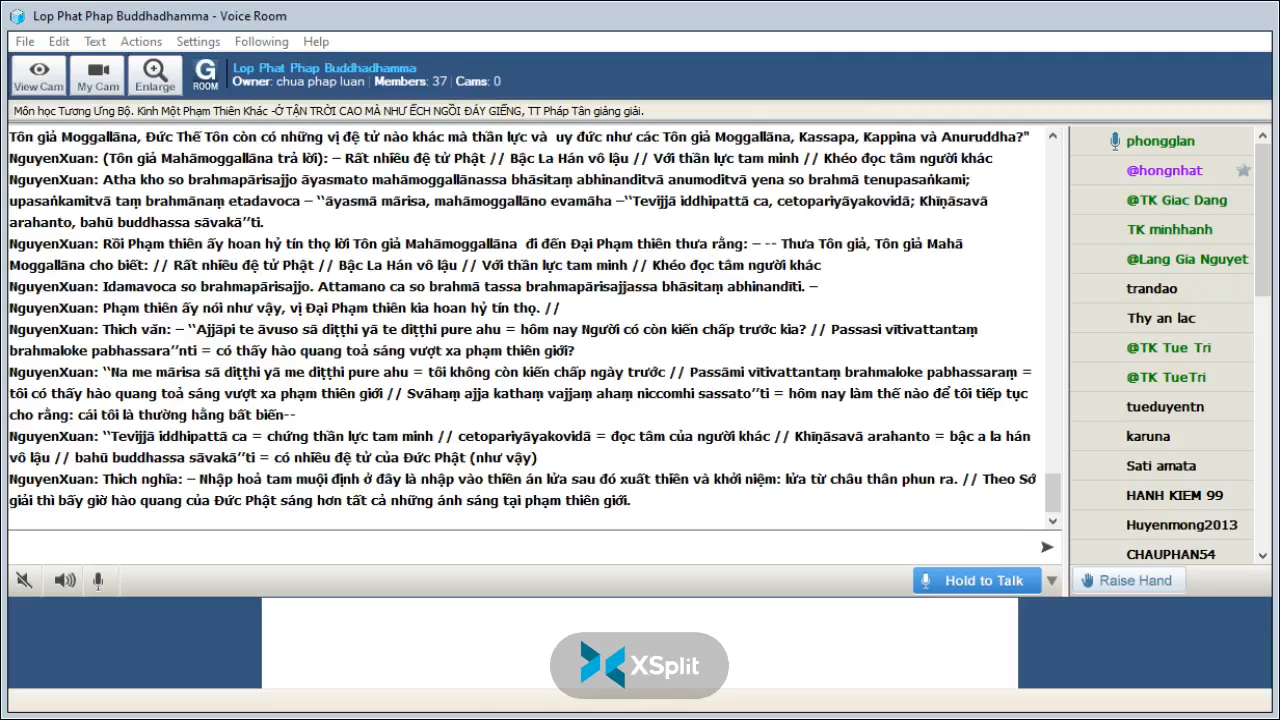 Lop Phat Phap Buddhadhamma - Voice Room
File Edit Text Actions Settings Following Help
View Cam My Cam Enlarge G ROOM
Lop Phat Phap Buddhadhamma
Owner: chua phap luan | Members: 37 | Cams: 0
Môn học Tương Ưng Bộ. Kinh Một Phạm Thiên Khác -Ở TẬN TRỜI CAO MÀ NHƯ ẾCH NGỒI ĐÁY GIẾNG, TT Pháp Tân giảng giải.
Tôn giả Moggallāna, Đức Thế Tôn còn có những vị đệ tử nào khác mà thần lực và uy đức như các Tôn giả Moggallāna, Kassapa, Kappina và Anuruddha?"
NguyenXuan: (Tôn giả Mahāmoggallāna trả lời): – Rất nhiều đệ tử Phật // Bậc La Hán vô lậu // Với thần lực tam minh // Khéo đọc tâm người khác
NguyenXuan: Atha kho so brahmapārisajjo āyasmato mahāmoggallānassa bhāsitaṃ abhinanditvā anumoditvā yena so brahmā tenupasaṅkami;
upasaṅkamitvā taṃ brahmānaṃ etadavoca – ‘‘āyasmā mārisa, mahāmoggallāno evamāha –‘‘Tevijjā iddhipattā ca, cetopariyāyakovidā; Khīṇāsavā
arahanto, bahū buddhassa sāvakā’’ti.
NguyenXuan: Rồi Phạm thiên ấy hoan hỷ tín thọ lời Tôn giả Mahāmoggallāna đi đến Đại Phạm thiên thưa rằng: – -- Thưa Tôn giả, Tôn giả Mahā
Moggallāna cho biết: // Rất nhiều đệ tử Phật // Bậc La Hán vô lậu // Với thần lực tam minh // Khéo đọc tâm người khác
NguyenXuan: Idamavoca so brahmapārisajjo. Attamano ca so brahmā tassa brahmapārisajjassa bhāsitaṃ abhinandīti. –
NguyenXuan: Phạm thiên ấy nói như vậy, vị Đại Phạm thiên kia hoan hỷ tín thọ. //
NguyenXuan: Thich văn: – ‘‘Ajjāpi te āvuso sā diṭṭhi yā te diṭṭhi pure ahu = hôm nay Người có còn kiến chấp trước kia? // Passasi vītivattantaṃ
brahmaloke pabhassara’’nti = có thấy hào quang toả sáng vượt xa phạm thiên giới?
NguyenXuan: ‘‘Na me mārisa sā diṭṭhi yā me diṭṭhi pure ahu = tôi không còn kiến chấp ngày trước // Passāmi vītivattantaṃ brahmaloke pabhassaraṃ =
tôi có thấy hào quang toả sáng vượt xa phạm thiên giới // Svāhaṃ ajja kathaṃ vajjaṃ ahaṃ niccomhi sassato’’ti = hôm nay làm thế nào để tôi tiếp tục
cho rằng: cái tôi là thường hằng bất biến--
NguyenXuan: ‘‘Tevijjā iddhipattā ca = chứng thần lực tam minh // cetopariyāyakovidā = đọc tâm của người khác // Khīṇāsavā arahanto = bậc a la hán
vô lậu // bahū buddhassa sāvakā’’ti = có nhiều đệ tử của Đức Phật (như vậy)
NguyenXuan: Thích nghĩa: – Nhập hoả tam muội định ở đây là nhập vào thiền án lửa sau đó xuất thiền và khởi niệm: lửa từ châu thân phun ra. // Theo Sớ
giải thì bấy giờ hào quang của Đức Phật sáng hơn tất cả những ánh sáng tại phạm thiên giới.
phongglan
@hongnhat
@TK Giac Dang
TK minhhanh
@Lang Gia Nguyet
trandao
Thy an lac
@TK Tue Tri
@TK TueTri
tueduyentn
karuna
Sati amata
HANH KIEM 99
Huyenmong2013
CHAUPHAN54
Hold to Talk
Raise Hand
XSplit